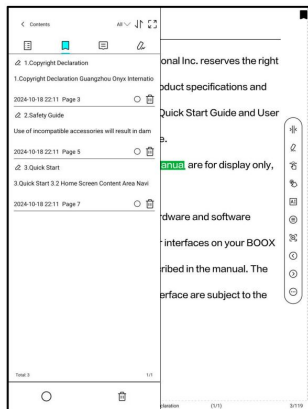 Contents
All
1.Copyright Declaration
1.Copyright Declaration Guangzhou Onyx Internatio
2024-10-18 22:11 Page 3
2.Safety Guide
Use of incompatible accessories will result in dam
2024-10-18 22:11 Page 5
3.Quick Start
3.Quick Start 3.2 Home Screen Content Area Navi
2024-10-18 22:11 Page 7
Total 3
1/1
onal Inc. reserves the right
oduct specifications and
Quick Start Guide and User
e.
anual are for display only,
rdware and software
r interfaces on your BOOX
ribed in the manual. The
erface are subject to the
claration
(1/1)
3/119